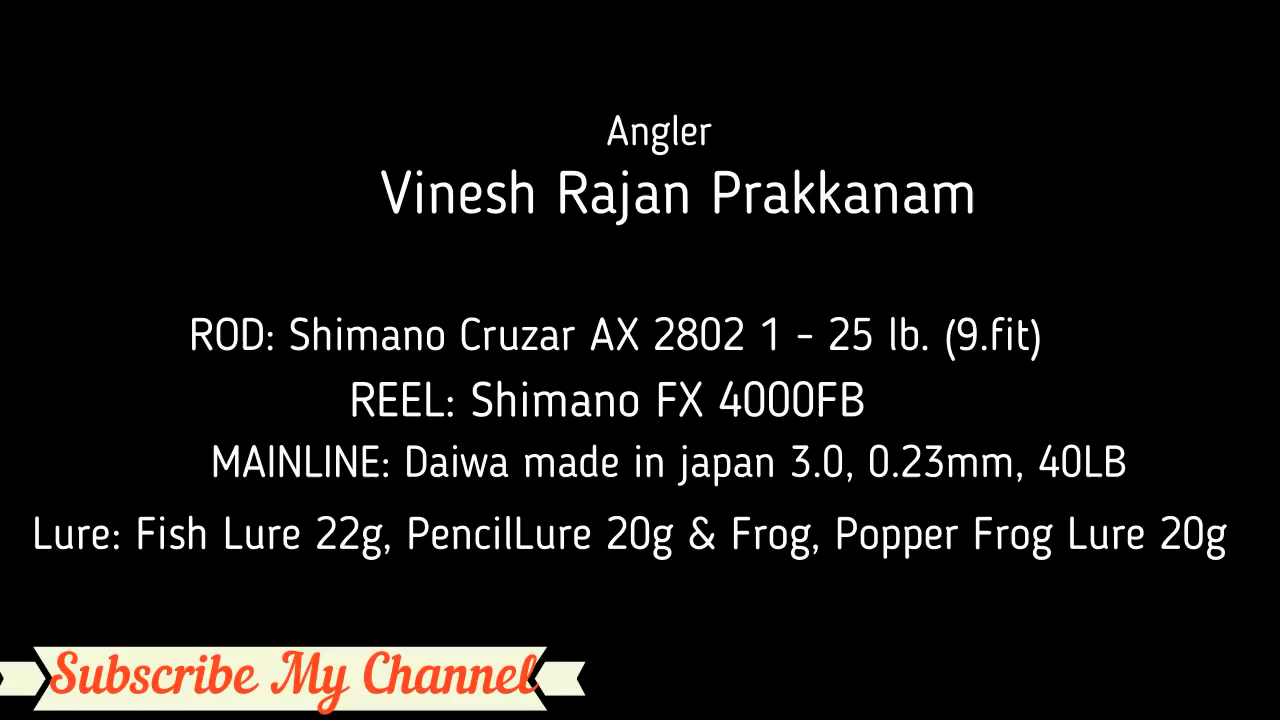 Angler
Vinesh Rajan Prakkanam
ROD: Shimano Cruzar AX 2802 1 - 25 lb. (9.fit)
REEL: Shimano FX 4000FB
MAINLINE: Daiwa made in japan 3.0, 0.23mm, 40LB
Lure: Fish Lure 22g, PencilLure 20g & Frog, Popper Frog Lure 20g
Subscribe My Channel